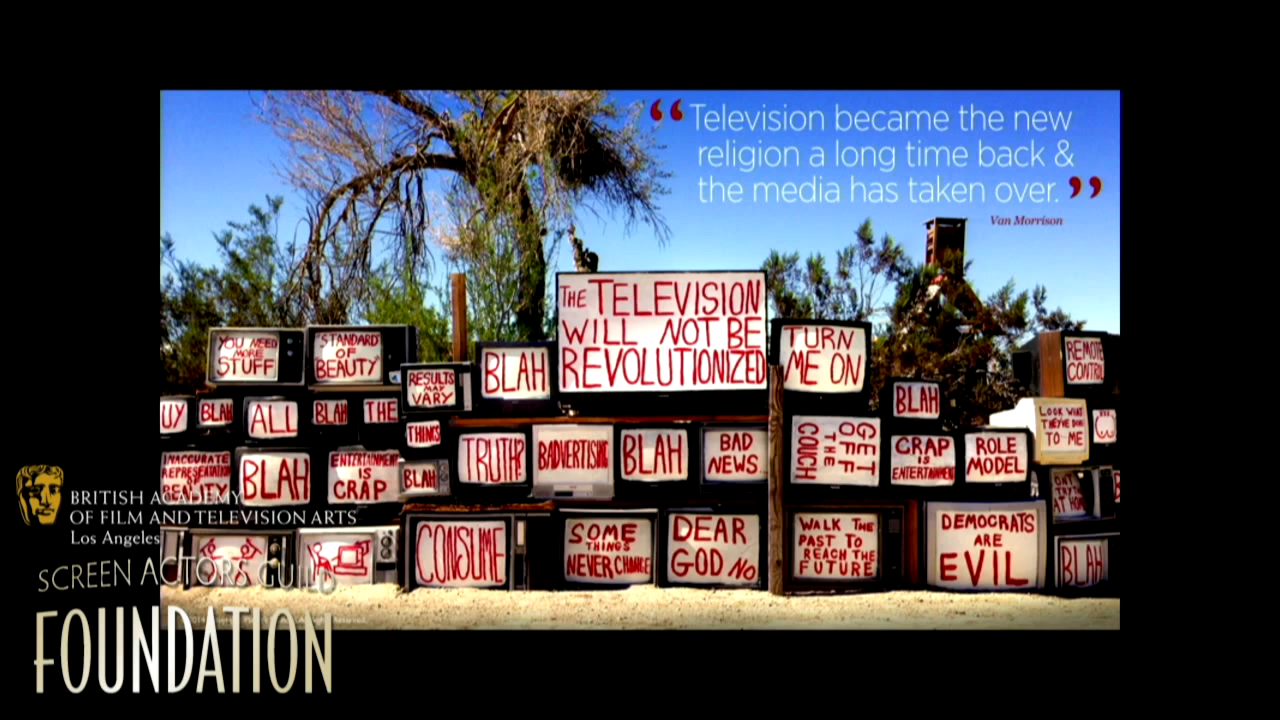 “ Television became the new
religion a long time back &
the media has taken over. ”
Van Morrison
THE TELEVISION
WILL NOT BE
REVOLUTIONIZED
YOU NEED
MORE
STUFF
"STANDARD
OF
BEAUTY"
RESULTS
MAY
VARY
BLAH
TURN
ME ON
REMOTE
CONTROL
BLAH
ALL
BLAH
THE
THINGS
BLAH
LOOK WHAT
THEY'VE DONE
TO ME
TRUTH?
BADVERTISING
BLAH
BAD
NEWS
GET
OFF
THE
COUCH
CRAP
IS
ENTERTAINMENT
ROLE
MODEL
INACCURATE
REPRESENTATION
OF
BEAUTY
BLAH
ENTERTAINMENT
IS
CRAP
BLAH
CONSUME
SOME
THINGS
NEVER CHANGE
DEAR
GOD NO
WALK THE
PAST TO
REACH THE
FUTURE
DEMOCRATS
ARE
EVIL
BLAH
BRITISH ACADEMY
OF FILM AND TELEVISION ARTS
Los Angeles
SCREEN ACTORS GUILD
FOUNDATION